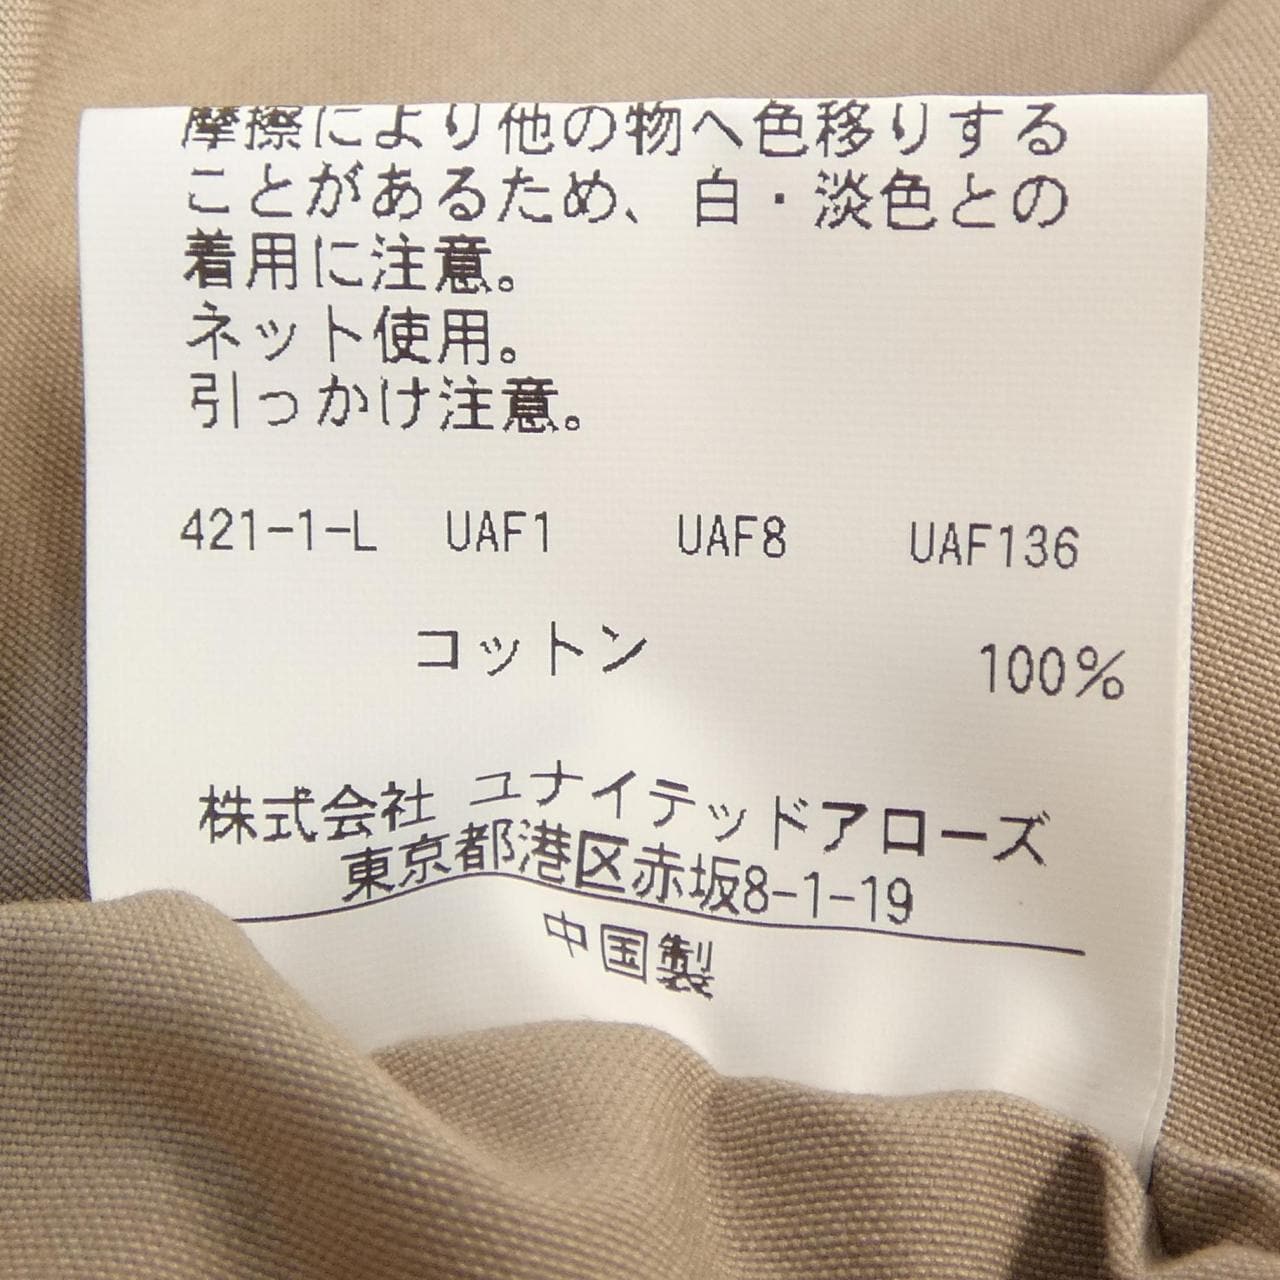 摩擦により他の物へ色移りする
ことがあるため、白・淡色との
着用に注意。
ネット使用。
引っかけ注意。
421-1-L UAF1 UAF8 UAF136
コットン 100%
株式会社 ユナイテッドアローズ
東京都港区赤坂8-1-19
中国製